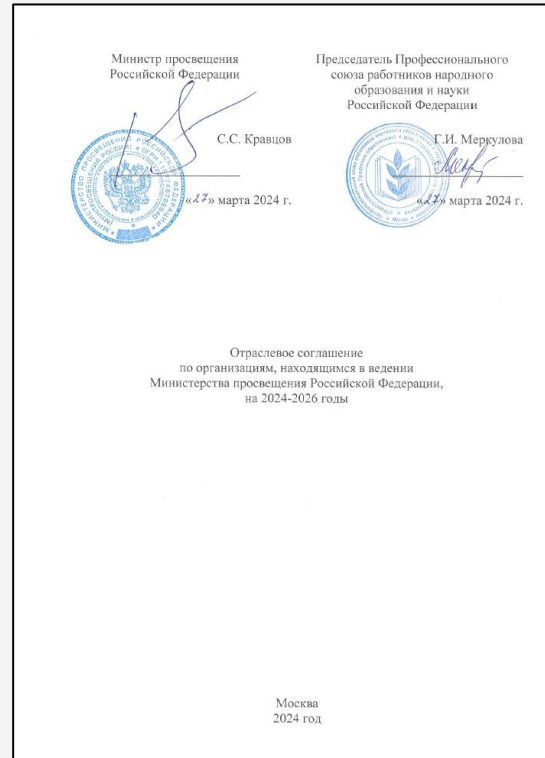 Министр просвещения
Российской Федерации
С.С. Кравцов
«27» марта 2024 г.
Председатель Профессионального
союза работников народного
образования и науки
Российской Федерации
Г.И. Меркулова
«27» марта 2024 г.
Отраслевое соглашение
по организациям, находящимся в ведении
Министерства просвещения Российской Федерации,
на 2024-2026 годы
Москва
2024 год